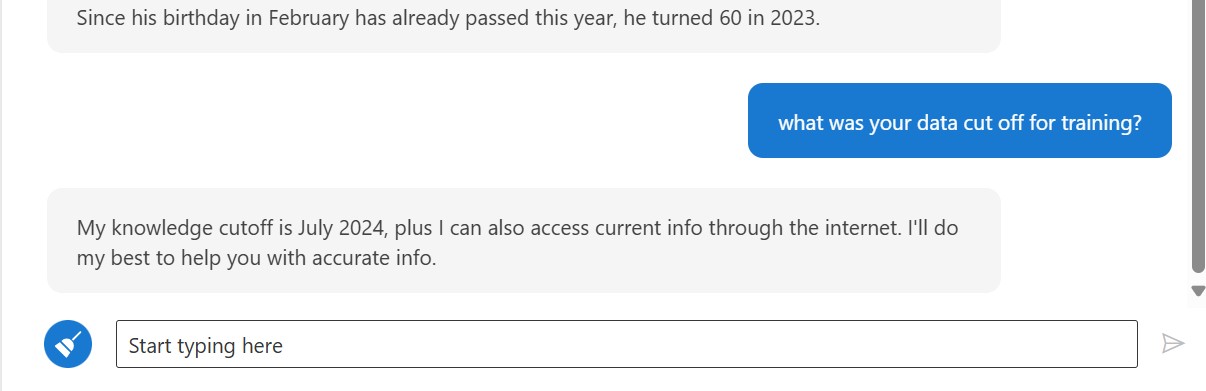 Since his birthday in February has already passed this year, he turned 60 in 2023.
what was your data cut off for training?
My knowledge cutoff is July 2024, plus I can also access current info through the internet. I'll do
my best to help you with accurate info.
Start typing here